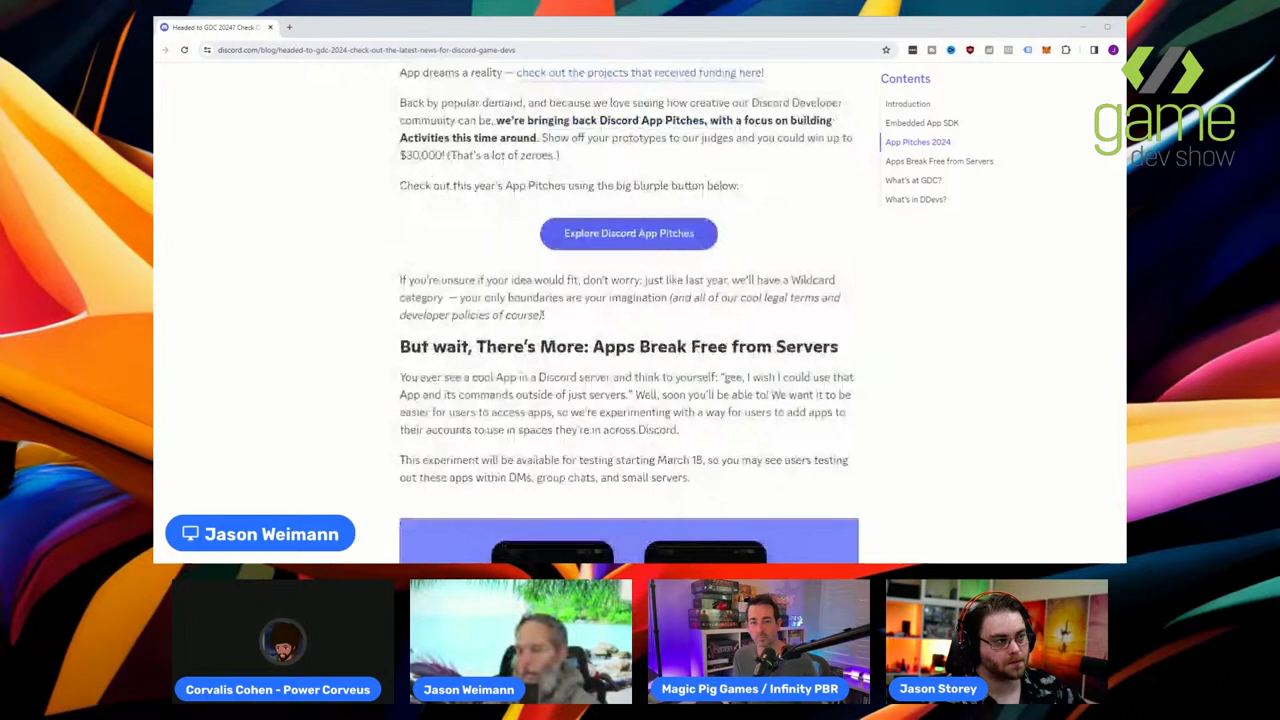 Headed to GDC 2024? Check O
discord.com/blog/headed-to-gdc-2024-check-out-the-latest-news-for-discord-game-devs
App dreams a reality — check out the projects that received funding here!
Back by popular demand, and because we love seeing how creative our Discord Developer
community can be, we're bringing back Discord App Pitches, with a focus on building
Activities this time around. Show off your prototypes to our judges and you could win up to
$30,000! (That's a lot of zeroes.)
Check out this year's App Pitches using the big blurple button below:
Explore Discord App Pitches
If you're unsure if your idea would fit, don't worry: just like last year, we'll have a Wildcard
category — your only boundaries are your imagination (and all of our cool legal terms and
developer policies of course)!
But wait, There's More: Apps Break Free from Servers
You ever see a cool App in a Discord server and think to yourself: "gee, I wish I could use that
App and its commands outside of just servers." Well, soon you'll be able to! We want it to be
easier for users to access apps, so we're experimenting with a way for users to add apps to
their accounts to use in spaces they're in across Discord.
This experiment will be available for testing starting March 18, so you may see users testing
out these apps within DMs, group chats, and small servers.
Contents
Introduction
Embedded App SDK
App Pitches 2024
Apps Break Free from Servers
What's at GDC?
What's in DDevs?
game
dev show
Jason Weimann
Corvalis Cohen - Power Corveus
Jason Weimann
Magic Pig Games / Infinity PBR
Jason Storey